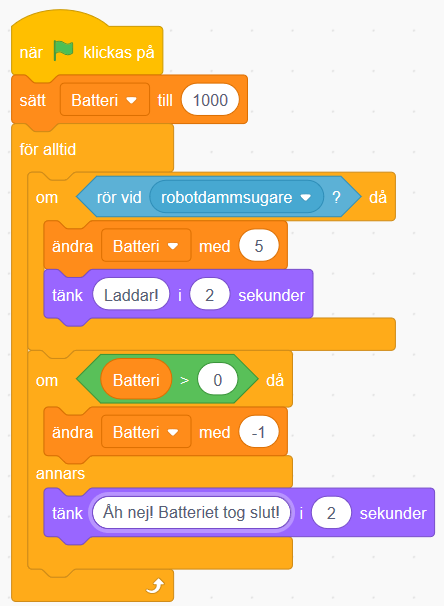 när klickas på
sätt Batteri till 1000
för alltid
om rör vid robotdammsugare ? då
ändra Batteri med 5
tänk Laddar! i 2 sekunder
om Batteri > 0 då
ändra Batteri med -1
annars
tänk Åh nej! Batteriet tog slut! i 2 sekunder